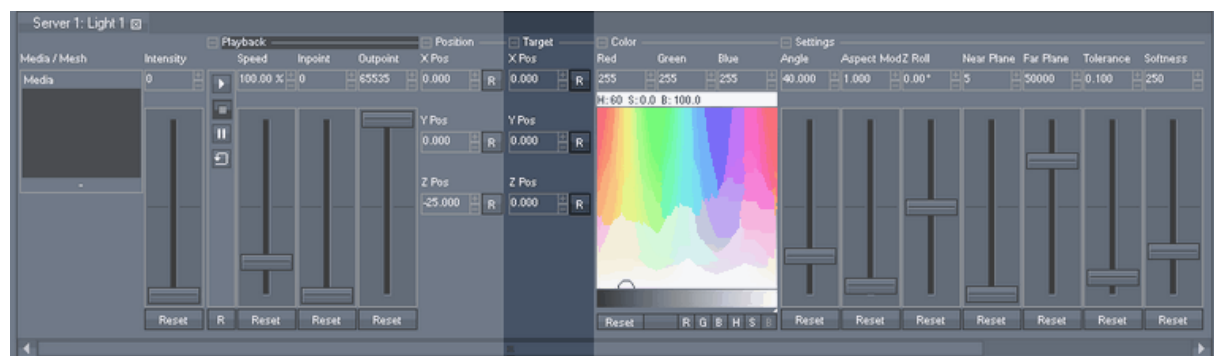 Server 1: Light 1
Playback Position Target Color Settings
Media / Mesh Intensity Speed Inpoint Outpoint X Pos X Pos Red Green Blue Angle Aspect Mod Z Roll Near Plane Far Plane Tolerance Softness
Media 0 100.00 % 0 65535 0.000 R 0.000 R 255 255 255 40.000 1.000 0.00° 5 50000 0.100 250
H: 60 S: 0.0 B: 100.0
Y Pos Y Pos
0.000 R 0.000 R
Z Pos Z Pos
-25.000 R 0.000 R
Reset R Reset Reset Reset Reset R G B H S B Reset Reset Reset Reset Reset Reset Reset